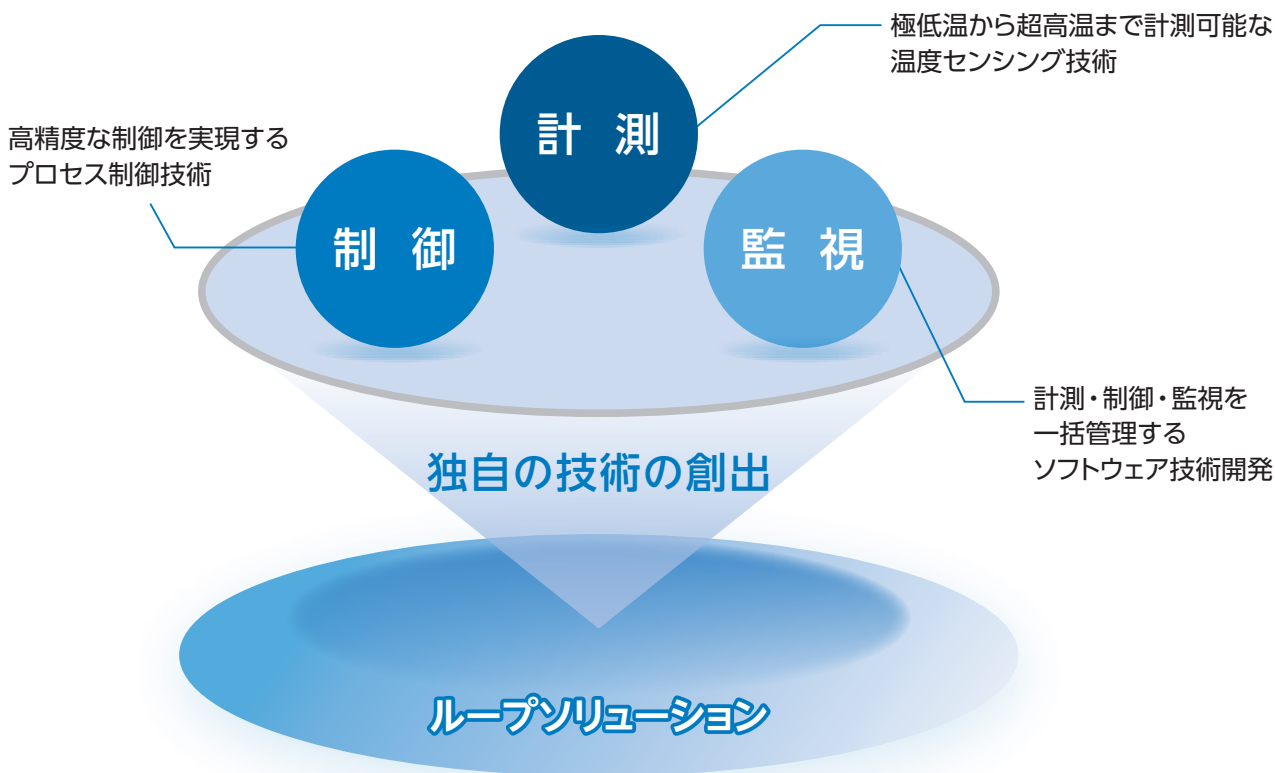 極低温から超高温まで計測可能な
温度センシング技術
計 測
高精度な制御を実現する
プロセス制御技術
制 御
監 視
計測・制御・監視を
一括管理する
ソフトウェア技術開発
独自の技術の創出
ループソリューション